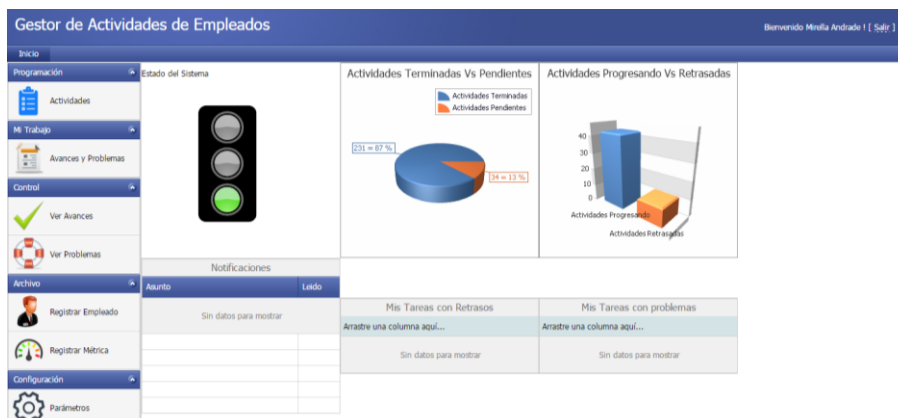 Gestor de Actividades de Empleados
Bienvenido Mirella Andrade ! [ Salir ]
Inicio
Programación
Actividades
Mi Trabajo
Avances y Problemas
Control
Ver Avances
Ver Problemas
Archivo
Registrar Empleado
Registrar Métrica
Configuración
Parámetros
Estado del Sistema
Notificaciones
Asunto
Leido
Sin datos para mostrar
Actividades Terminadas Vs Pendientes
Actividades Terminadas
Actividades Pendientes
231 = 87 %
34 = 13 %
Actividades Progresando Vs Retrasadas
40
30
20
10
0
Actividades Progresando
Actividades Retrasadas
Mis Tareas con Retrasos
Arrastre una columna aquí...
Sin datos para mostrar
Mis Tareas con problemas
Arrastre una columna aquí...
Sin datos para mostrar